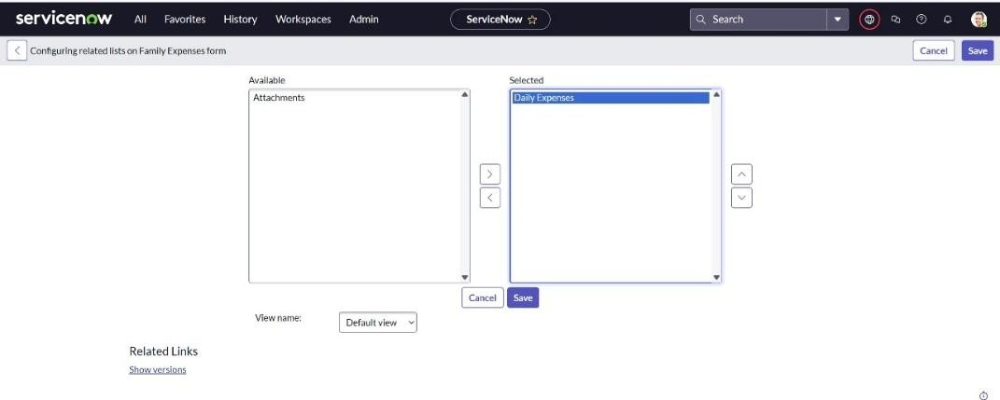 servicenow All Favorites History Workspaces Admin ServiceNow Search
Configuring related lists on Family Expenses form Cancel Save
Available Selected
Attachments Daily Expenses
Cancel Save
View name: Default view
Related Links
Show versions